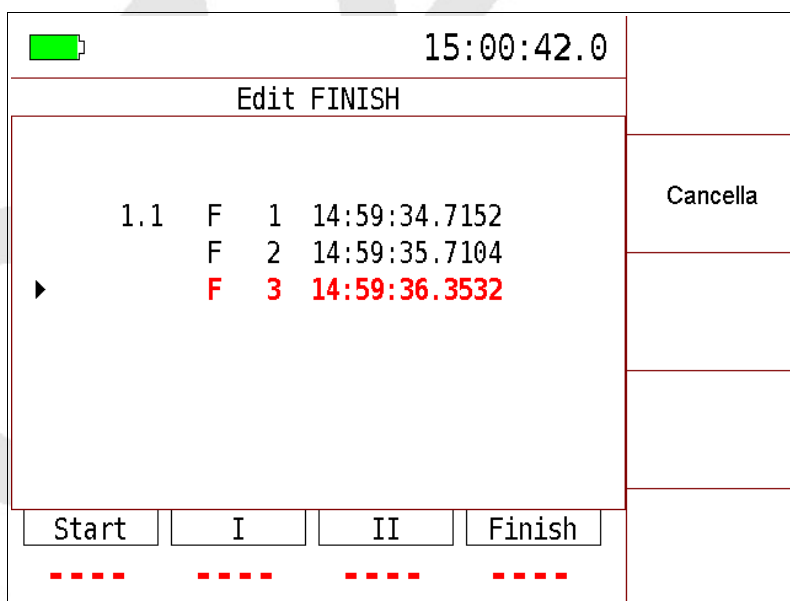 15:00:42.0
Edit FINISH
Cancella
1.1 F 1 14:59:34.7152
F 2 14:59:35.7104
F 3 14:59:36.3532
Start I II Finish
---- ---- ---- ----